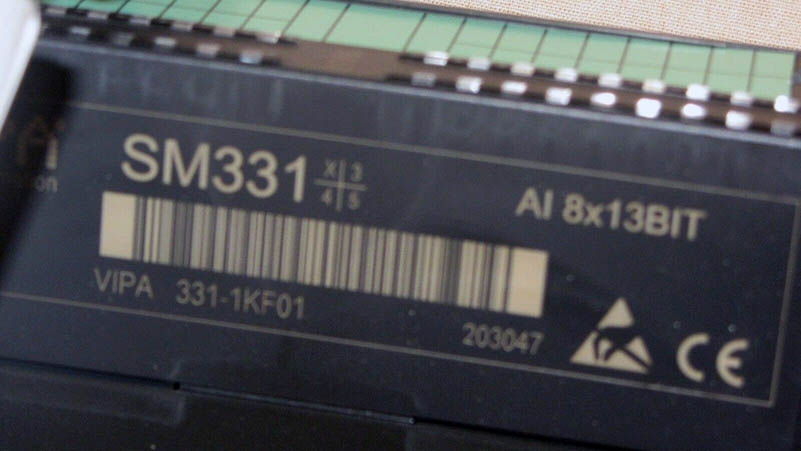 SM331
X 3
4 5
AI 8x13BIT
VIPA 331-1KF01
203047
CE